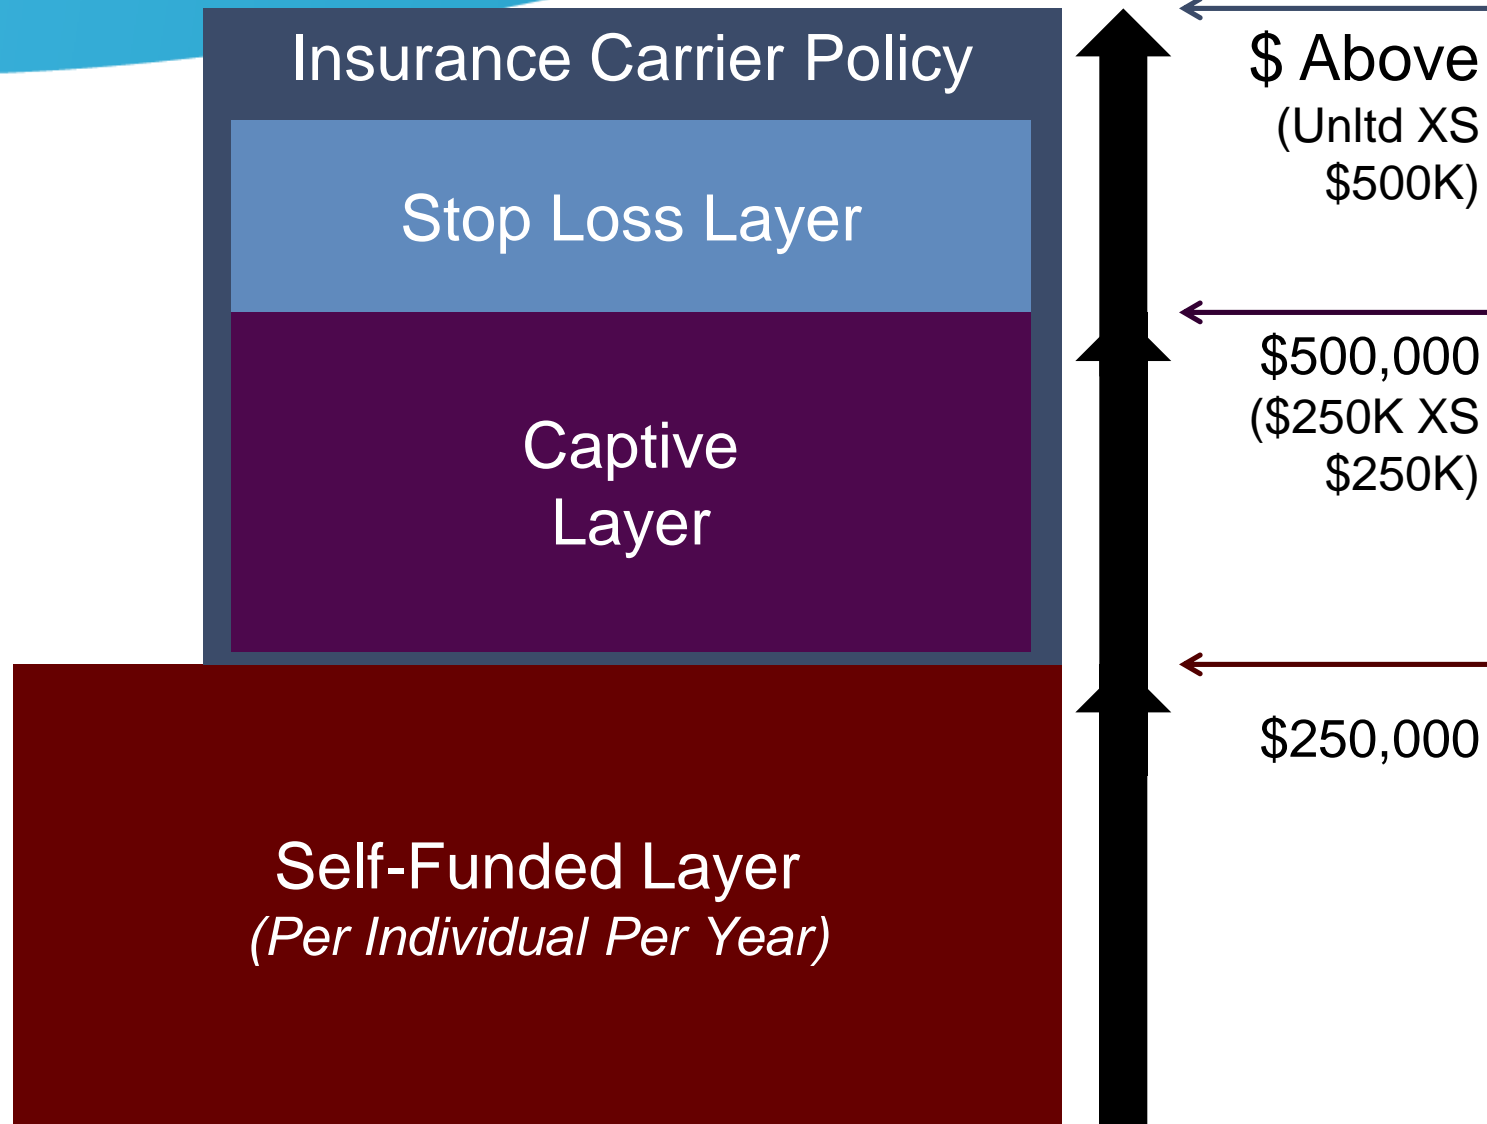 Insurance Carrier Policy
$ Above
(Unltd XS
$500K)
Stop Loss Layer
$500,000
($250K XS
$250K)
Captive
Layer
$250,000
Self-Funded Layer
(Per Individual Per Year)